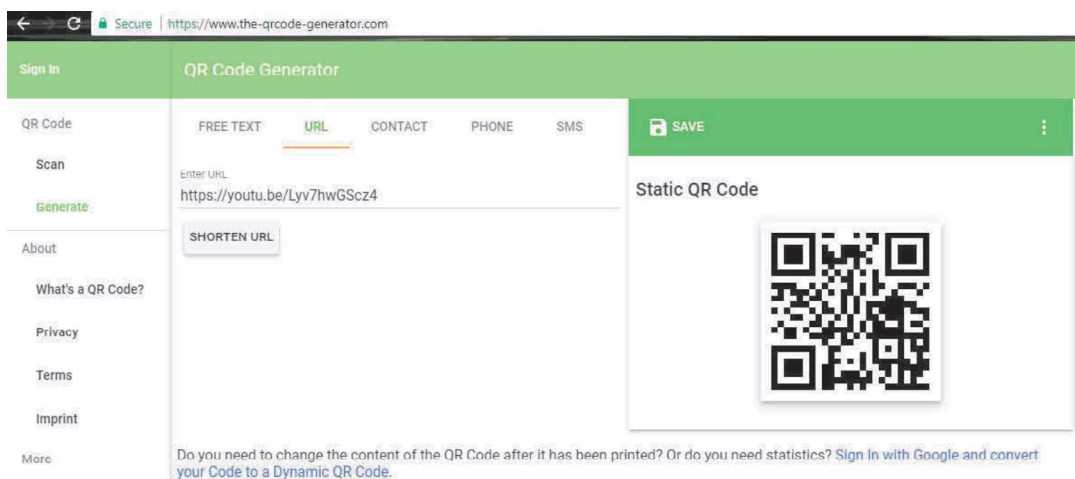 Secure | https://www.the-qrcode-generator.com
Sign In
QR Code Generator
QR Code
Scan
Generate
About
What's a QR Code?
Privacy
Terms
Imprint
More
FREE TEXT URL CONTACT PHONE SMS
Enter URL
https://youtu.be/Lyv7hwGScz4
SHORTEN URL
SAVE
Static QR Code
Do you need to change the content of the QR Code after it has been printed? Or do you need statistics? Sign In with Google and convert
your Code to a Dynamic QR Code.